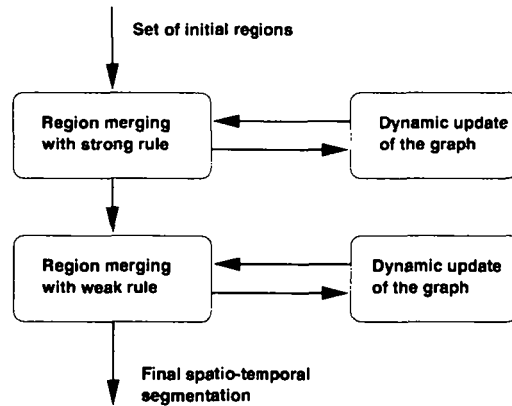 Set of initial regions
Region merging
with strong rule
Dynamic update
of the graph
Region merging
with weak rule
Dynamic update
of the graph
Final spatio-temporal
segmentation